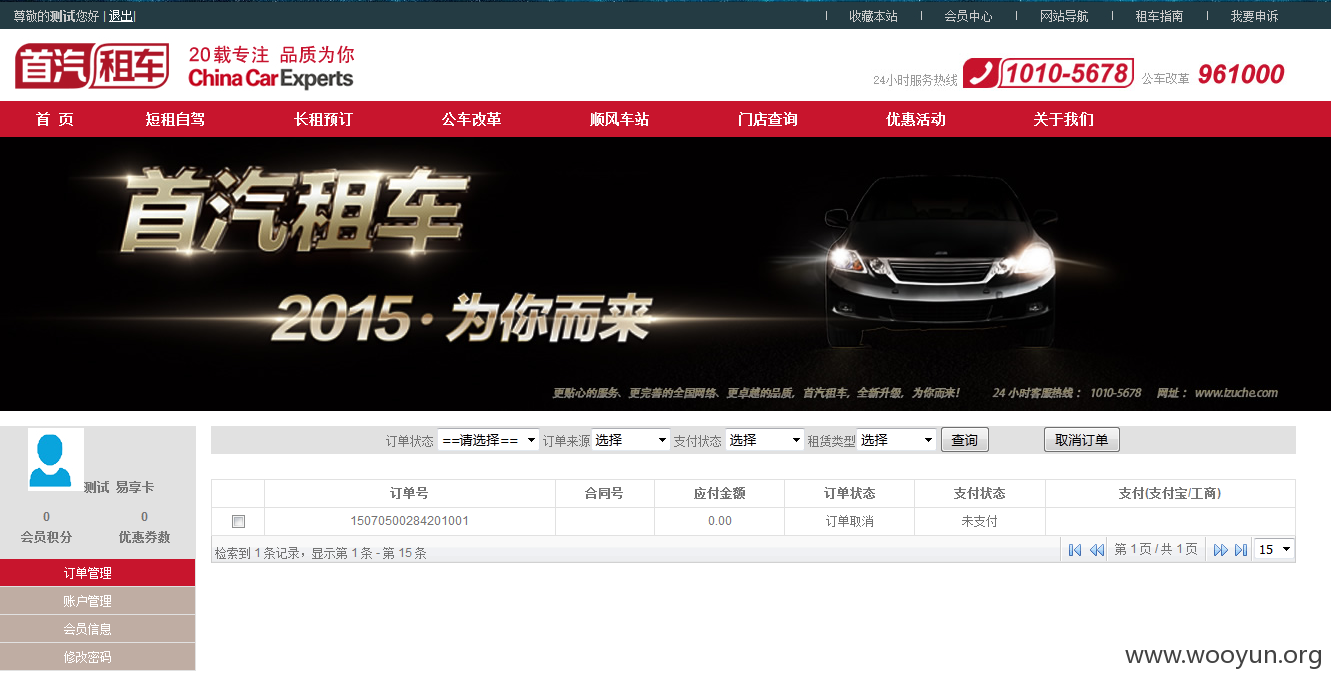 尊敬的测试您好 | 退出|
| 收藏本站 | 会员中心 | 网站导航 | 租车指南 | 我要申诉
首汽租车
20载专注 品质为你
China Car Experts
24小时服务热线 1010-5678 公车改革 961000
首 页 短租自驾 长租预订 公车改革 顺风车站 门店查询 优惠活动 关于我们
首汽租车
2015·为你而来
更贴心的服务、更完善的全国网络、更卓越的品质，首汽租车，全新升级，为你而来！ 24 小时客服热线： 1010-5678 网址： www.izuche.com
订单状态 ==请选择== 订单来源 选择 支付状态 选择 租赁类型 选择 查询 取消订单
测试 易享卡
0 0
会员积分 优惠券数
订单管理
账户管理
会员信息
修改密码
订单号 合同号 应付金额 订单状态 支付状态 支付(支付宝/工商)
15070500284201001 0.00 订单取消 未支付
检索到 1 条记录，显示第 1 条 - 第 15 条 第 1 页 / 共 1 页 15
www.wooyun.org